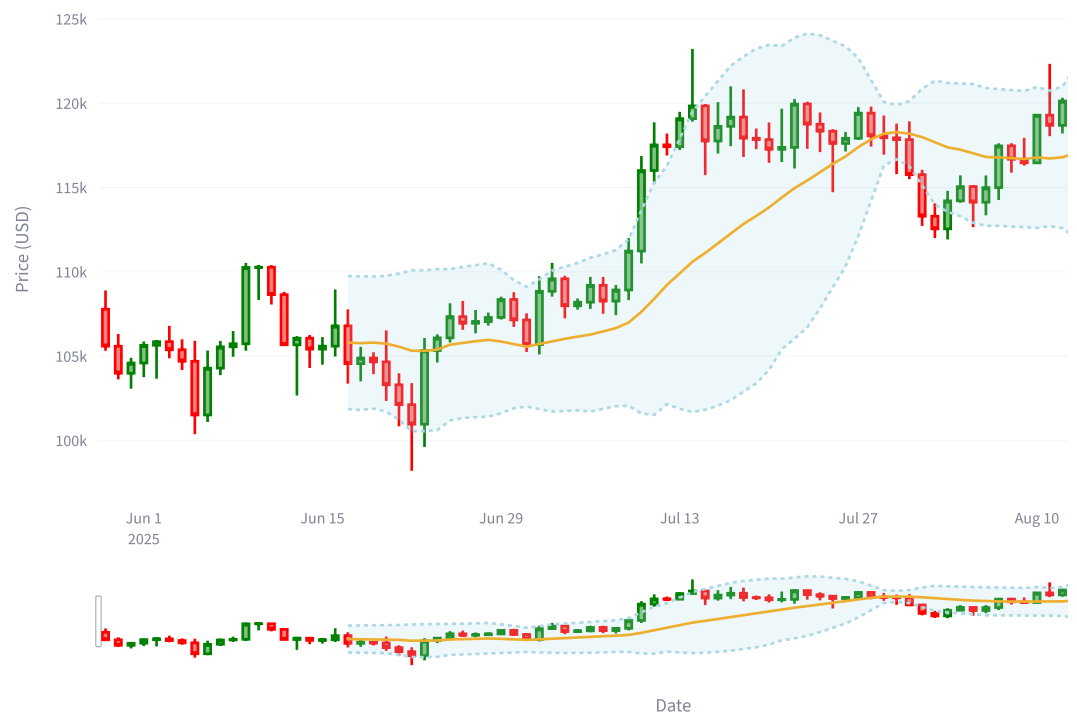 125k
120k
115k
110k
105k
100k
Price (USD)
Jun 1
2025
Jun 15
Jun 29
Jul 13
Jul 27
Aug 10
Date